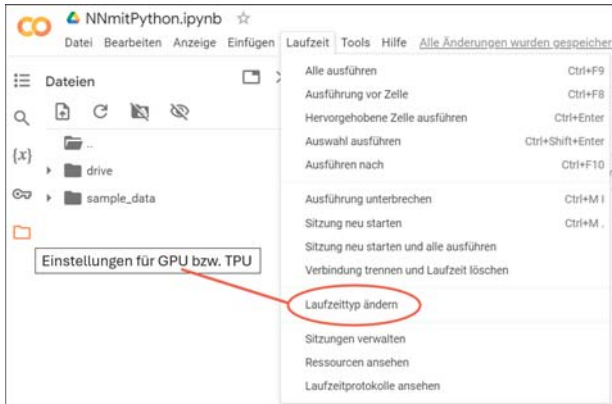 CO NNmitPython.ipynb
Datei Bearbeiten Anzeige Einfügen Laufzeit Tools Hilfe Alle Änderungen wurden gespeicher
Dateien
{x}
..
drive
sample_data
Einstellungen für GPU bzw. TPU
Alle ausführen Ctrl+F9
Ausführung vor Zelle Ctrl+F8
Hervorgehobene Zelle ausführen Ctrl+Enter
Auswahl ausführen Ctrl+Shift+Enter
Ausführen nach Ctrl+F10
Ausführung unterbrechen Ctrl+M I
Sitzung neu starten Ctrl+M .
Sitzung neu starten und alle ausführen
Verbindung trennen und Laufzeit löschen
Laufzeittyp ändern
Sitzungen verwalten
Ressourcen ansehen
Laufzeitprotokolle ansehen